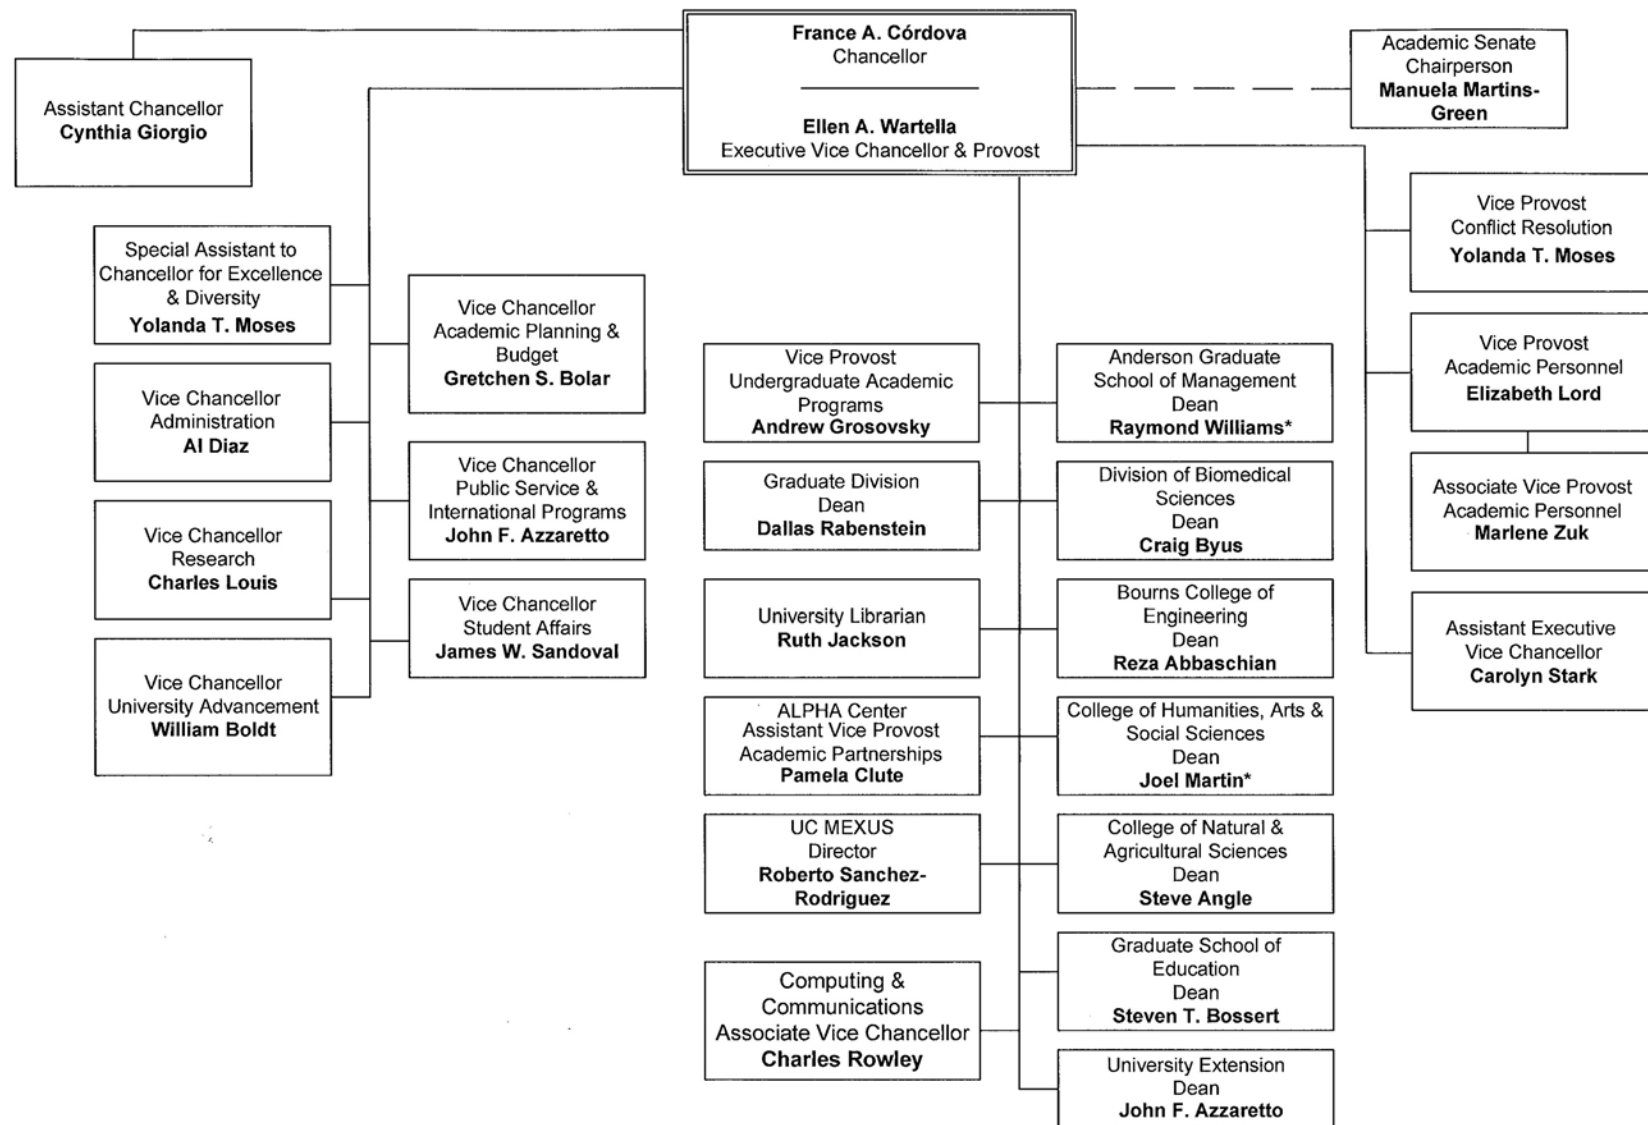 France A. Córdova
Chancellor
Ellen A. Wartella
Executive Vice Chancellor & Provost
Assistant Chancellor
Cynthia Giorgio
Academic Senate
Chairperson
Manuela Martins-
Green
Special Assistant to
Chancellor for Excellence
& Diversity
Yolanda T. Moses
Vice Chancellor
Administration
Al Diaz
Vice Chancellor
Research
Charles Louis
Vice Chancellor
University Advancement
William Boldt
Vice Chancellor
Academic Planning &
Budget
Gretchen S. Bolar
Vice Chancellor
Public Service &
International Programs
John F. Azzaretto
Vice Chancellor
Student Affairs
James W. Sandoval
Vice Provost
Undergraduate Academic
Programs
Andrew Grosovsky
Graduate Division
Dean
Dallas Rabenstein
University Librarian
Ruth Jackson
ALPHA Center
Assistant Vice Provost
Academic Partnerships
Pamela Clute
UC MEXUS
Director
Roberto Sanchez-
Rodriguez
Computing &
Communications
Associate Vice Chancellor
Charles Rowley
Anderson Graduate
School of Management
Dean
Raymond Williams*
Division of Biomedical
Sciences
Dean
Craig Byus
Bourns College of
Engineering
Dean
Reza Abbaschian
College of Humanities, Arts &
Social Sciences
Dean
Joel Martin*
College of Natural &
Agricultural Sciences
Dean
Steve Angle
Graduate School of
Education
Dean
Steven T. Bossert
University Extension
Dean
John F. Azzaretto
Vice Provost
Conflict Resolution
Yolanda T. Moses
Vice Provost
Academic Personnel
Elizabeth Lord
Associate Vice Provost
Academic Personnel
Marlene Zuk
Assistant Executive
Vice Chancellor
Carolyn Stark